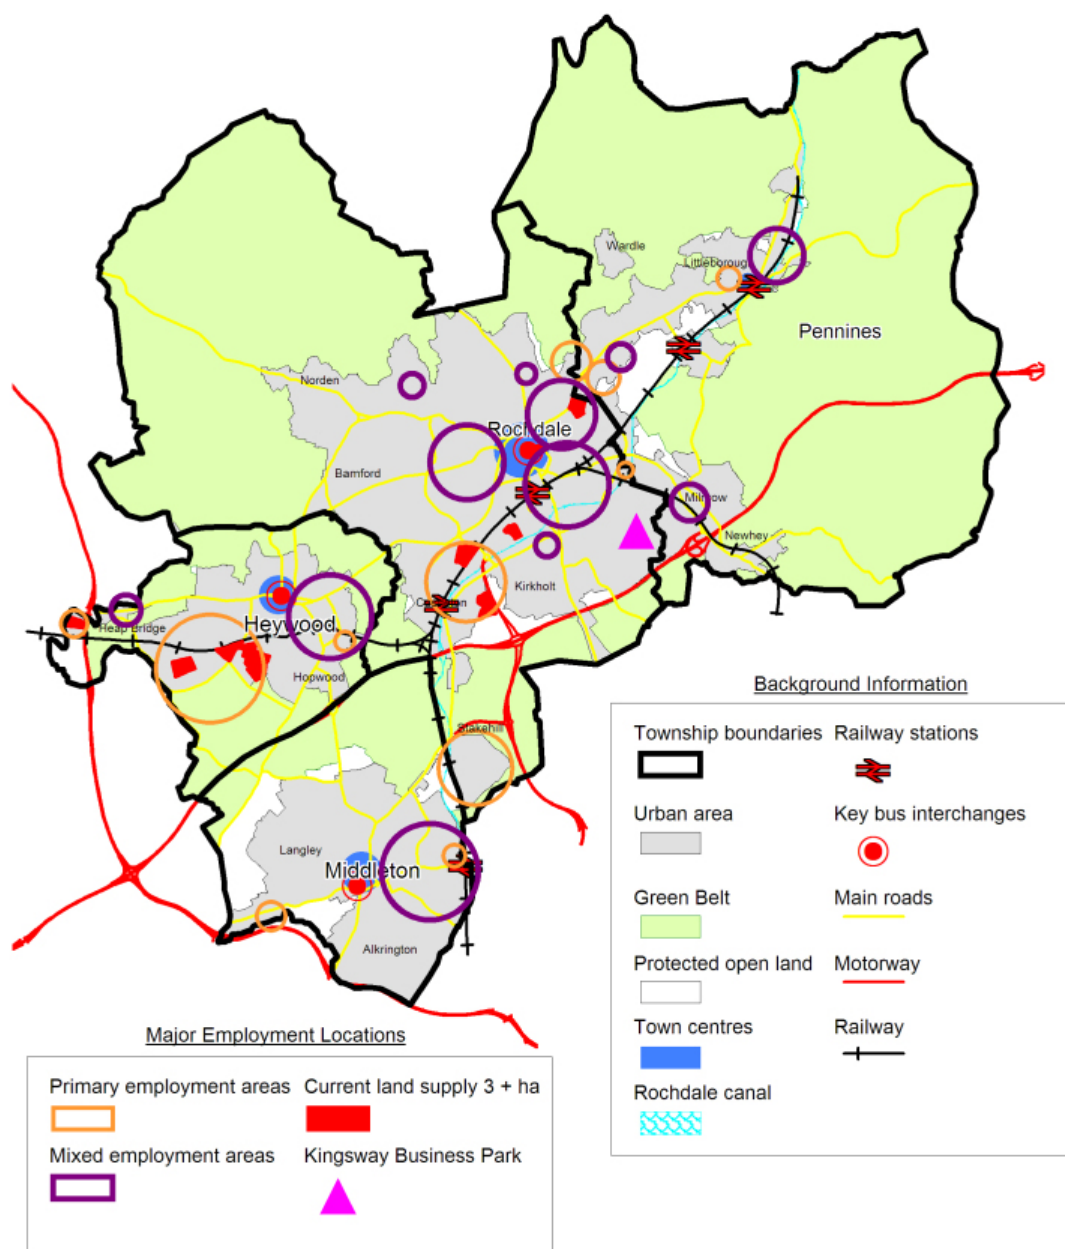 Wardle
Littleborough
Pennines
Norden
Rochdale
Bamford
Milnrow
Newhey
Kirkholt
Castleton
Heap Bridge
Heywood
Hopwood
Stakehill
Langley
Middleton
Alkrington
Background Information
Township boundaries Railway stations
Urban area Key bus interchanges
Green Belt Main roads
Protected open land Motorway
Town centres Railway
Rochdale canal
Major Employment Locations
Primary employment areas Current land supply 3 + ha
Mixed employment areas Kingsway Business Park